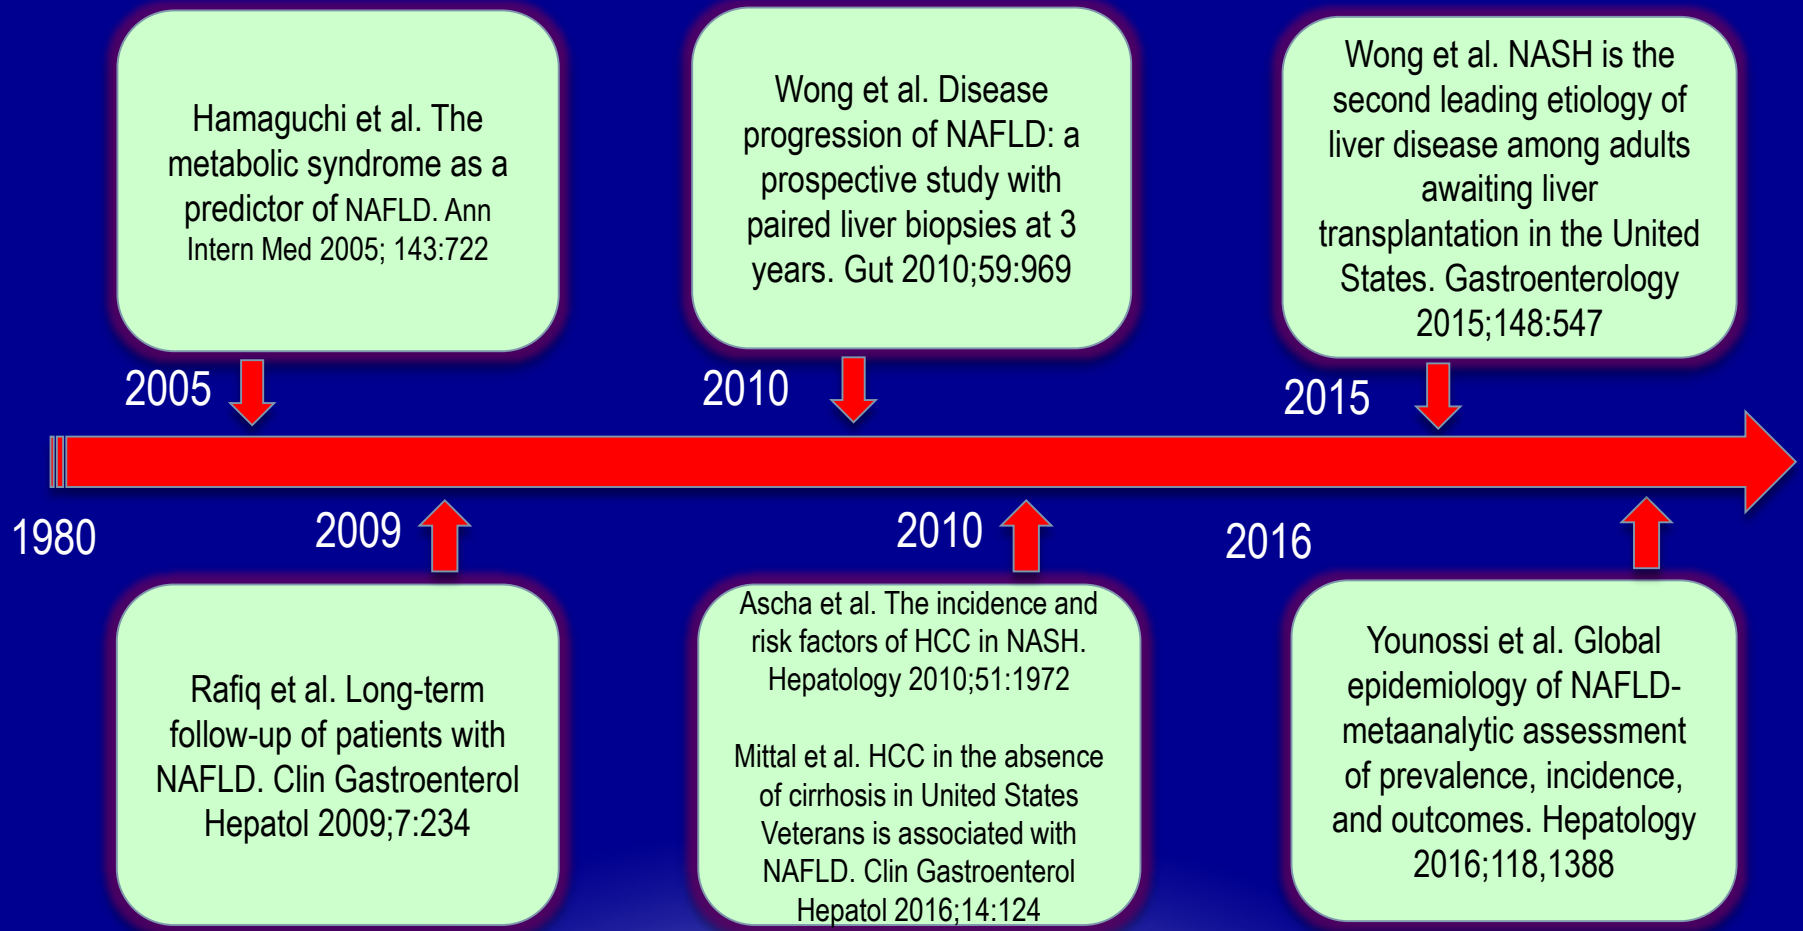 Hamaguchi et al. The
metabolic syndrome as a
predictor of NAFLD. Ann
Intern Med 2005; 143:722
Wong et al. Disease
progression of NAFLD: a
prospective study with
paired liver biopsies at 3
years. Gut 2010;59:969
Wong et al. NASH is the
second leading etiology of
liver disease among adults
awaiting liver
transplantation in the United
States. Gastroenterology
2015;148:547
2005
2010
2015
1980
2009
2010
2016
Rafiq et al. Long-term
follow-up of patients with
NAFLD. Clin Gastroenterol
Hepatol 2009;7:234
Ascha et al. The incidence and
risk factors of HCC in NASH.
Hepatology 2010;51:1972
Mittal et al. HCC in the absence
of cirrhosis in United States
Veterans is associated with
NAFLD. Clin Gastroenterol
Hepatol 2016;14:124
Younossi et al. Global
epidemiology of NAFLD-
metaanalytic assessment
of prevalence, incidence,
and outcomes. Hepatology
2016;118,1388